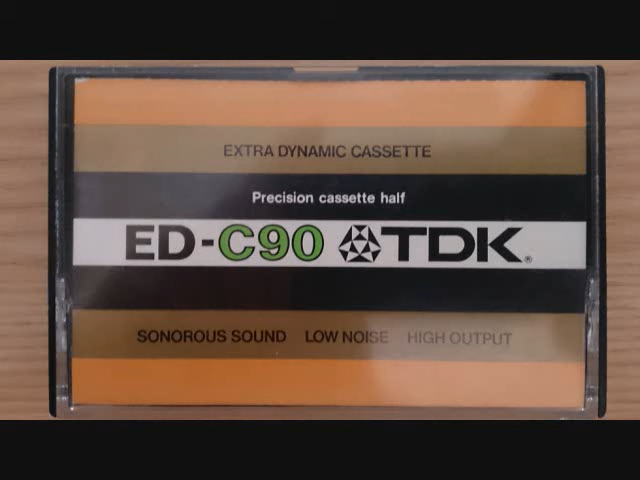 EXTRA DYNAMIC CASSETTE
Precision cassette half
ED-C90 TDK®
SONOROUS SOUND LOW NOISE HIGH OUTPUT